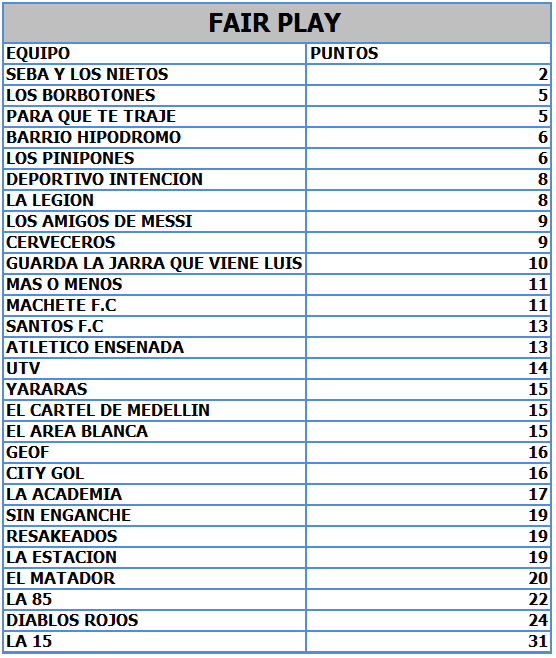 FAIR PLAY
EQUIPO PUNTOS
SEBA Y LOS NIETOS 2
LOS BORBOTONES 5
PARA QUE TE TRAJE 5
BARRIO HIPODROMO 6
LOS PINIPONES 6
DEPORTIVO INTENCION 8
LA LEGION 8
LOS AMIGOS DE MESSI 9
CERVECEROS 9
GUARDA LA JARRA QUE VIENE LUIS 10
MAS O MENOS 11
MACHETE F.C 11
SANTOS F.C 13
ATLETICO ENSENADA 13
UTV 14
YARARAS 15
EL CARTEL DE MEDELLIN 15
EL AREA BLANCA 15
GEOF 16
CITY GOL 16
LA ACADEMIA 17
SIN ENGANCHE 19
RESAKEADOS 19
LA ESTACION 19
EL MATADOR 20
LA 85 22
DIABLOS ROJOS 24
LA 15 31